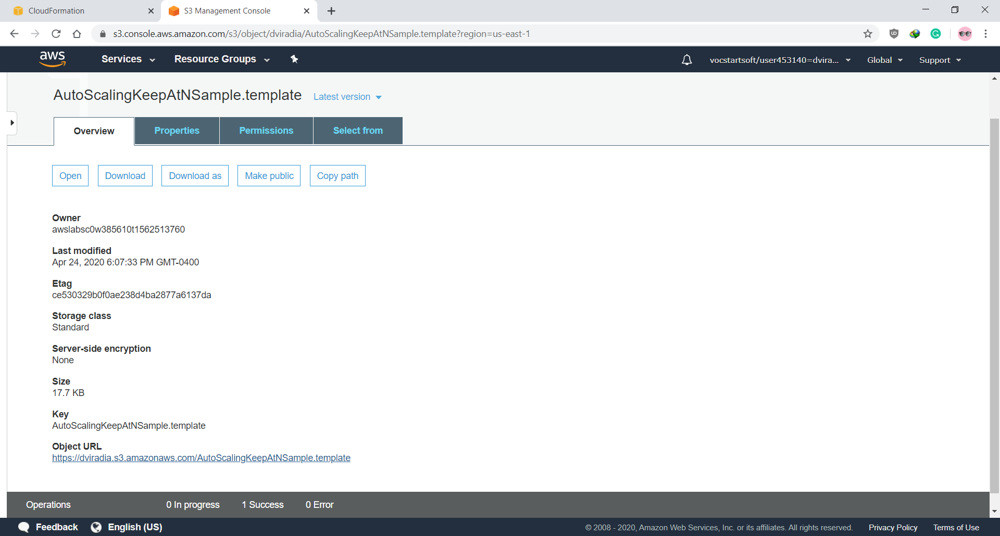 CloudFormation
S3 Management Console
s3.console.aws.amazon.com/s3/object/dviradia/AutoScalingKeepAtNSample.template?region=us-east-1
aws Services Resource Groups vocstartsoft/user453140=dvira... Global Support
AutoScalingKeepAtNSample.template Latest version
Overview Properties Permissions Select from
Open Download Download as Make public Copy path
Owner
awslabsc0w385610t1562513760
Last modified
Apr 24, 2020 6:07:33 PM GMT-0400
Etag
ce530329b0f0ae238d4ba2877a6137da
Storage class
Standard
Server-side encryption
None
Size
17.7 KB
Key
AutoScalingKeepAtNSample.template
Object URL
https://dviradia.s3.amazonaws.com/AutoScalingKeepAtNSample.template
Operations 0 In progress 1 Success 0 Error
Feedback English (US) © 2008 - 2020, Amazon Web Services, Inc. or its affiliates. All rights reserved. Privacy Policy Terms of Use